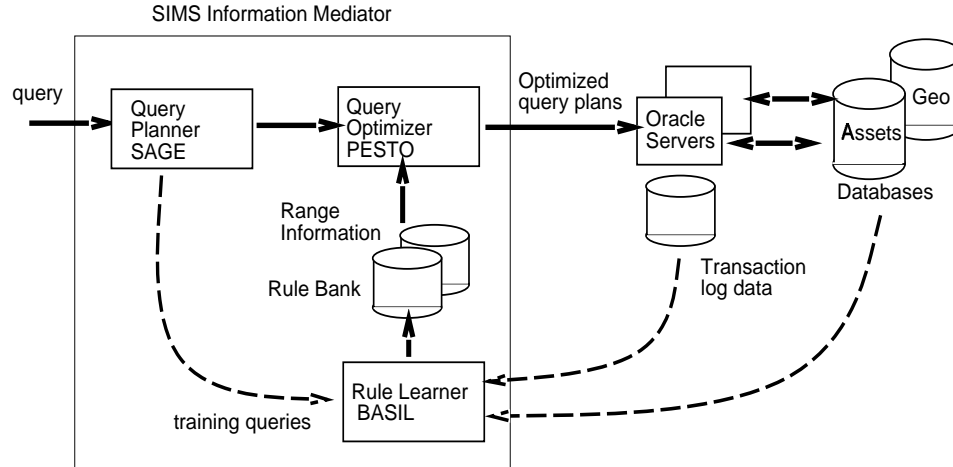 SIMS Information Mediator
query
Query
Planner
SAGE
Query
Optimizer
PESTO
Optimized
query plans
Oracle
Servers
Geo
Assets
Databases
Range
Information
Rule Bank
Transaction
log data
Rule Learner
BASIL
training queries